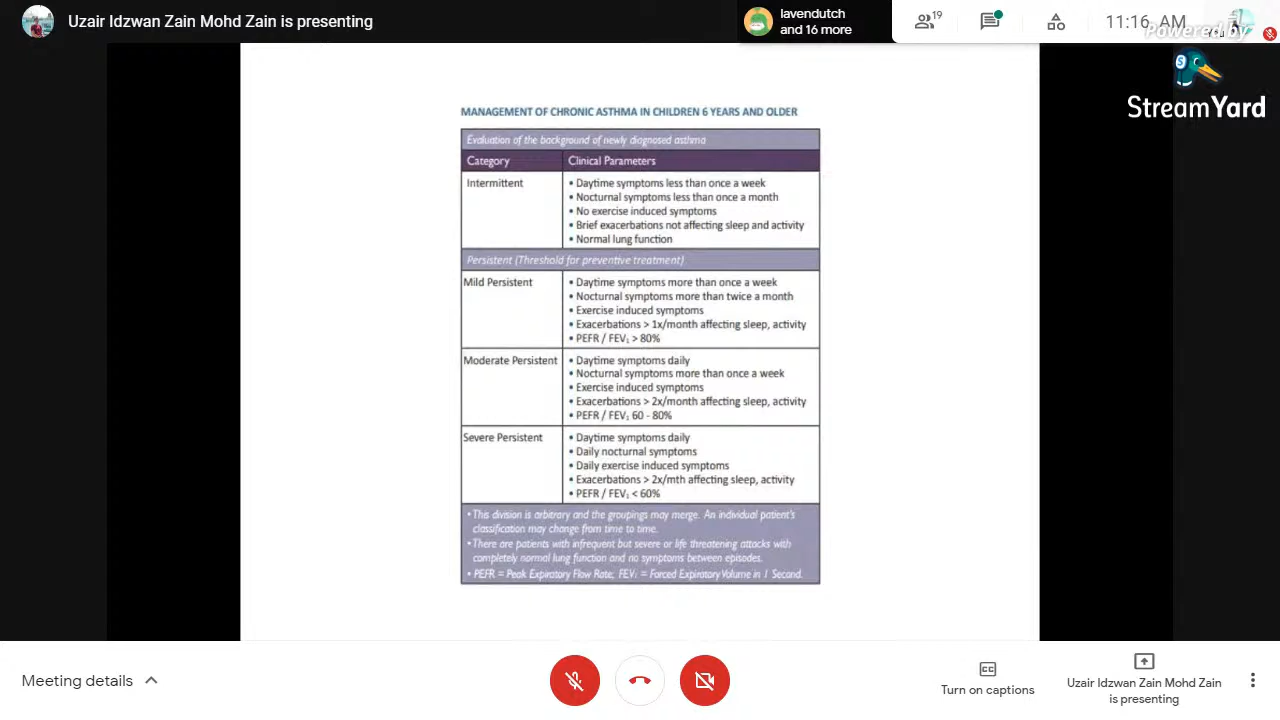 Uzair Idzwan Zain Mohd Zain is presenting
lavendutch
and 16 more
19
11:16 AM
You
Powered by
StreamYard
MANAGEMENT OF CHRONIC ASTHMA IN CHILDREN 6 YEARS AND OLDER
Evaluation of the background of newly diagnosed asthma
Category Clinical Parameters
Intermittent
• Daytime symptoms less than once a week
• Nocturnal symptoms less than once a month
• No exercise induced symptoms
• Brief exacerbations not affecting sleep and activity
• Normal lung function
Persistent (Threshold for preventive treatment)
Mild Persistent
• Daytime symptoms more than once a week
• Nocturnal symptoms more than twice a month
• Exercise induced symptoms
• Exacerbations > 1x/month affecting sleep, activity
• PEFR / FEV₁ > 80%
Moderate Persistent
• Daytime symptoms daily
• Nocturnal symptoms more than once a week
• Exercise induced symptoms
• Exacerbations > 2x/month affecting sleep, activity
• PEFR / FEV₁ 60 - 80%
Severe Persistent
• Daytime symptoms daily
• Daily nocturnal symptoms
• Daily exercise induced symptoms
• Exacerbations > 2x/mth affecting sleep, activity
• PEFR / FEV₁ < 60%
• This division is arbitrary and the groupings may merge. An individual patient's
classification may change from time to time.
• There are patients with infrequent but severe or life threatening attacks with
completely normal lung function and no symptoms between episodes.
• PEFR = Peak Expiratory Flow Rate; FEV₁ = Forced Expiratory Volume in 1 Second.
Meeting details
Turn on captions
Uzair Idzwan Zain Mohd Zain
is presenting